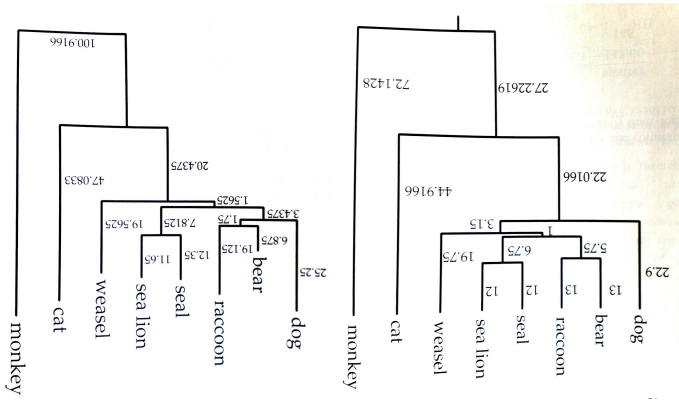 100.9166
20.4375
47.0833
1.5625
3.4375
1.75
6.875
19.125
7.8125
19.5625
12.35
11.65
25.25
monkey
cat
weasel
sea lion
seal
raccoon
bear
dog
72.1428
27.22619
44.9166
22.0166
3.15
1
5.75
6.75
19.75
22.9
12
12
13
13
monkey
cat
weasel
sea lion
seal
raccoon
bear
dog